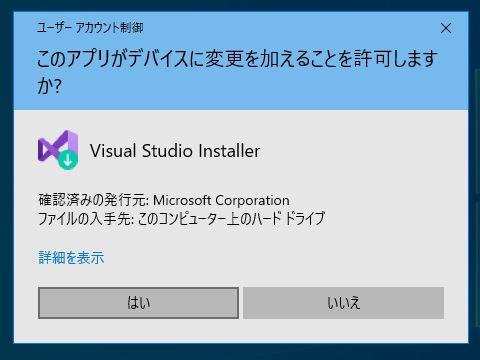 ユーザー アカウント制御
このアプリがデバイスに変更を加えることを許可します
か?
Visual Studio Installer
確認済みの発行元: Microsoft Corporation
ファイルの入手先: このコンピューター上のハード ドライブ
詳細を表示
はい
いいえ